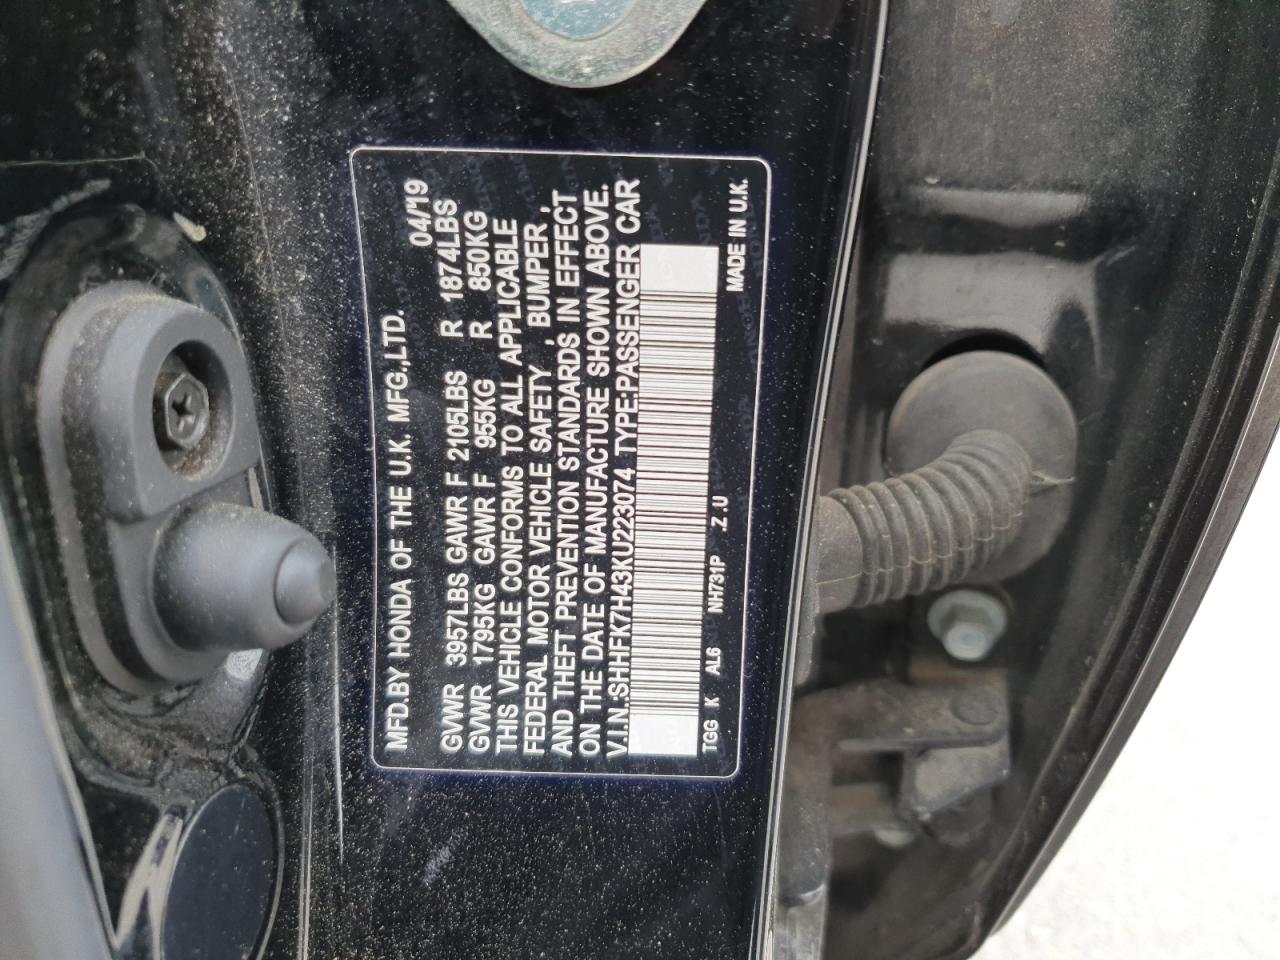 MFD.BY HONDA OF THE U.K. MFG.,LTD. 04/'19
GVWR 3957LBS GAWR F 2105LBS R 1874LBS
GVWR 1795KG GAWR F 955KG R 850KG
THIS VEHICLE CONFORMS TO ALL APPLICABLE
FEDERAL MOTOR VEHICLE SAFETY, BUMPER,
AND THEFT PREVENTION STANDARDS IN EFFECT
ON THE DATE OF MANUFACTURE SHOWN ABOVE.
V.I.N.:SHHFK7H43KU223074 TYPE:PASSENGER CAR
TGG K AL6 NH731P Z U MADE IN U.K.